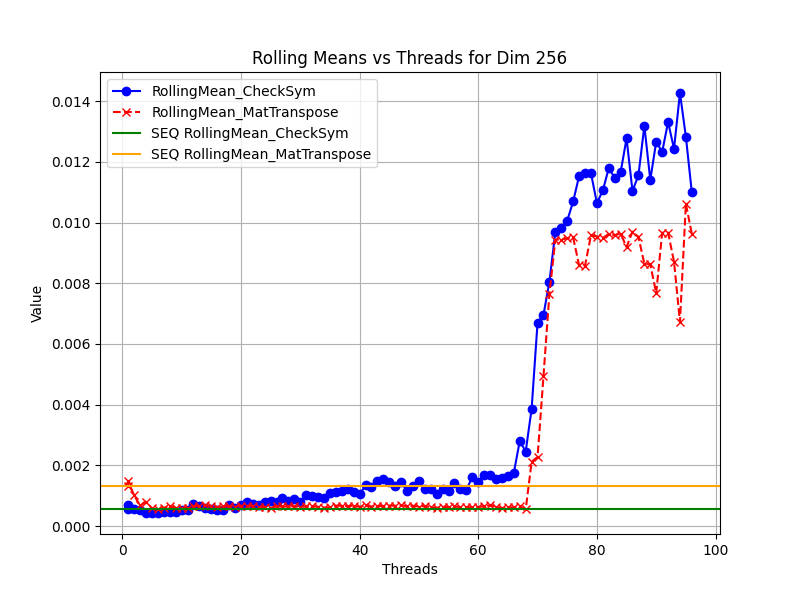 Rolling Means vs Threads for Dim 256
RollingMean_CheckSym
RollingMean_MatTranspose
SEQ RollingMean_CheckSym
SEQ RollingMean_MatTranspose
Value
0.014
0.012
0.010
0.008
0.006
0.004
0.002
0.000
0 20 40 60 80 100
Threads